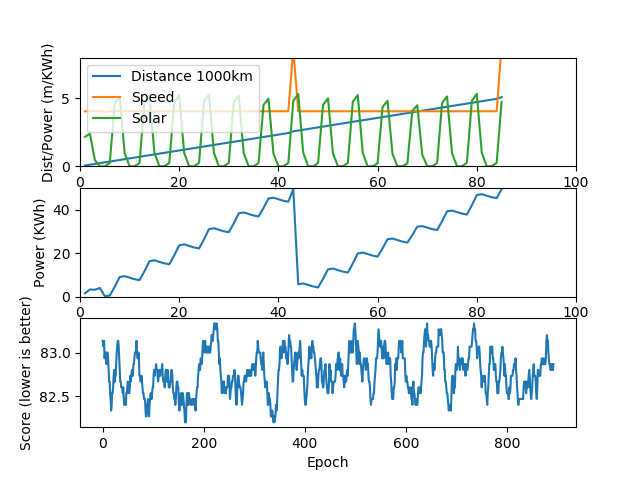 Dist/Power (m/KWh)
5
0
Distance 1000km
Speed
Solar
0 20 40 60 80 100
Power (KWh)
40
20
0
0 20 40 60 80 100
Score (lower is better)
83.0
82.5
0 200 400 600 800
Epoch